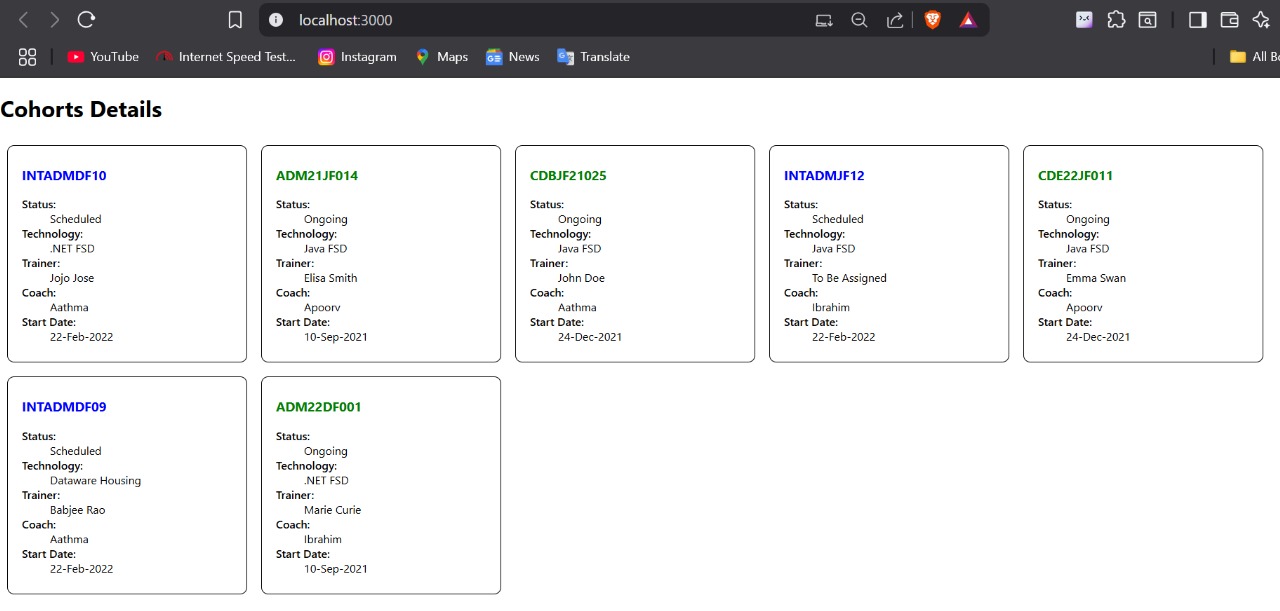 localhost:3000
YouTube
Internet Speed Test...
Instagram
Maps
News
Translate
All Bo
Cohorts Details
INTADMDF10
Status:
Scheduled
Technology:
.NET FSD
Trainer:
Jojo Jose
Coach:
Aathma
Start Date:
22-Feb-2022
ADM21JF014
Status:
Ongoing
Technology:
Java FSD
Trainer:
Elisa Smith
Coach:
Apoorv
Start Date:
10-Sep-2021
CDBJF21025
Status:
Ongoing
Technology:
Java FSD
Trainer:
John Doe
Coach:
Aathma
Start Date:
24-Dec-2021
INTADMJF12
Status:
Scheduled
Technology:
Java FSD
Trainer:
To Be Assigned
Coach:
Ibrahim
Start Date:
22-Feb-2022
CDE22JF011
Status:
Ongoing
Technology:
Java FSD
Trainer:
Emma Swan
Coach:
Apoorv
Start Date:
24-Dec-2021
INTADMDF09
Status:
Scheduled
Technology:
Dataware Housing
Trainer:
Babjee Rao
Coach:
Aathma
Start Date:
22-Feb-2022
ADM22DF001
Status:
Ongoing
Technology:
.NET FSD
Trainer:
Marie Curie
Coach:
Ibrahim
Start Date:
10-Sep-2021